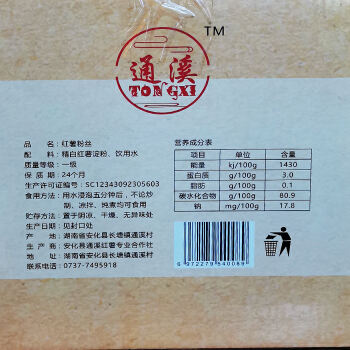 TM
通溪
TONGXI
品 名：红薯粉丝
配 料：精白红薯淀粉、饮用水
质量等级：一级
保 质 期：24个月
生产许可证编号：SC12343092305603
食用方法：用水浸泡五分钟后，不论炒
制、凉拌、炖煮均可食用
贮存方法：置于阴凉、干燥、无异味处
生产日期：见封口处
产 地：湖南省安化县长塘镇通溪村
生 产 商：安化县通溪红薯专业合作社
地 址：湖南省安化县长塘镇通溪村
联系方式：0737-7495918
营养成分表
项目 单位 含量
能量 kj/100g 1430
蛋白质 g/100g 3.0
脂肪 g/100g 0.1
碳水化合物 g/100g 80.9
钠 mg/100g 17.8
6 972279 540069